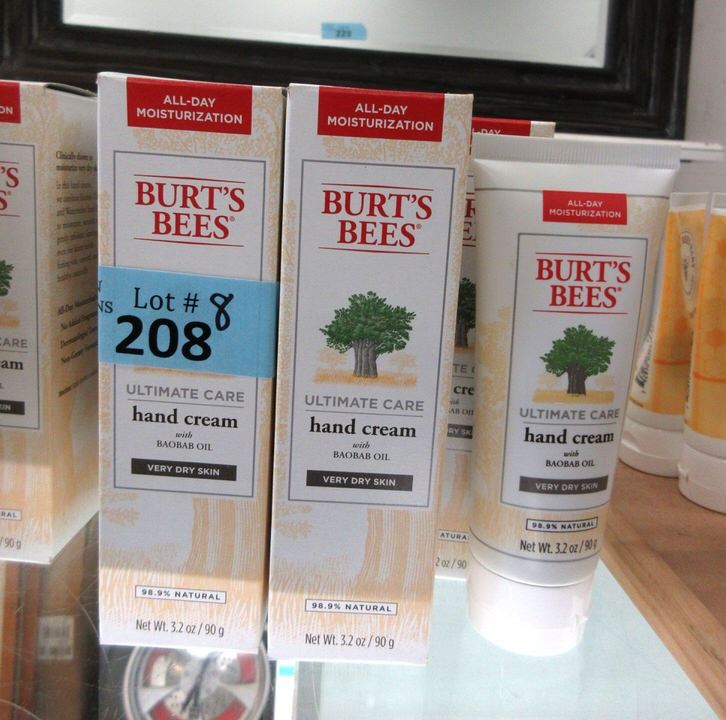 223
ALL-DAY
MOISTURIZATION
BURT'S
BEES®
Lot # 8
208
ULTIMATE CARE
hand cream
with
BAOBAB OIL
VERY DRY SKIN
98.9% NATURAL
Net Wt. 3.2 oz / 90 g
ALL-DAY
MOISTURIZATION
BURT'S
BEES®
ULTIMATE CARE
hand cream
with
BAOBAB OIL
VERY DRY SKIN
98.9% NATURAL
Net Wt. 3.2 oz / 90 g
ALL-DAY
MOISTURIZATION
BURT'S
BEES®
ULTIMATE CARE
hand cream
with
BAOBAB OIL
VERY DRY SKIN
98.9% NATURAL
Net Wt. 3.2 oz / 90 g